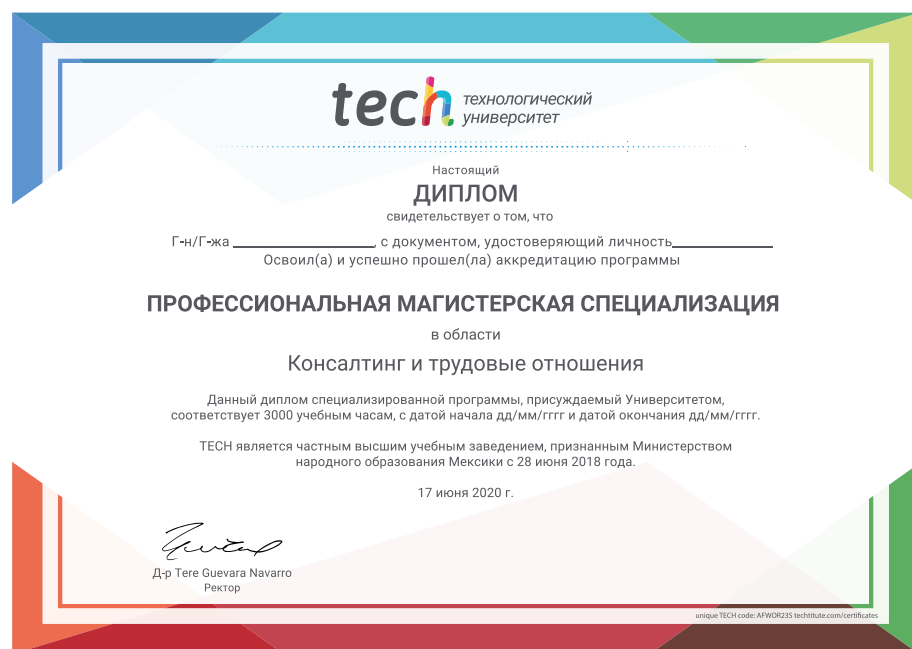 tech технологический
университет
Настоящий
ДИПЛОМ
свидетельствует о том, что
Г-н/Г-жа ________________, с документом, удостоверяющий личность____________
Освоил(а) и успешно прошел(ла) аккредитацию программы
ПРОФЕССИОНАЛЬНАЯ МАГИСТЕРСКАЯ СПЕЦИАЛИЗАЦИЯ
в области
Консалтинг и трудовые отношения
Данный диплом специализированной программы, присуждаемый Университетом,
соответствует 3000 учебным часам, с датой начала дд/мм/гггг и датой окончания дд/мм/гггг.
TECH является частным высшим учебным заведением, признанным Министерством
народного образования Мексики с 28 июня 2018 года.
17 июня 2020 г.
Д-р Tere Guevara Navarro
Ректор
unique TECH code: AFWOR23S techtitute.com/certificates